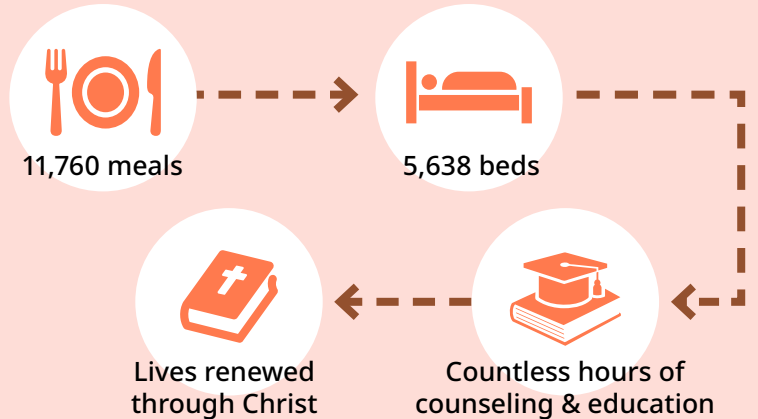 11,760 meals
5,638 beds
Countless hours of
counseling & education
Lives renewed
through Christ